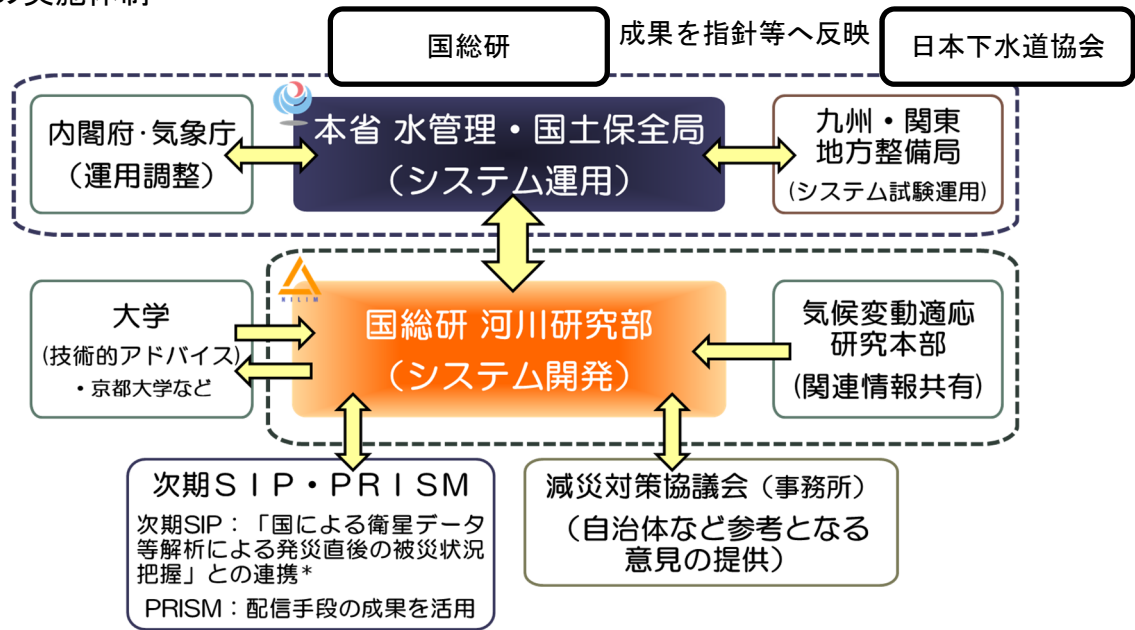 の実施体制
国総研
成果を指針等へ反映
日本下水道協会
内閣府・気象庁
（運用調整）
本省 水管理・国土保全局
（システム運用）
九州・関東
地方整備局
(システム試験運用)
大学
(技術的アドバイス)
・京都大学など
NILIM
国総研 河川研究部
（システム開発）
気候変動適応
研究本部
(関連情報共有)
次期ＳＩＰ・ＰＲＩＳＭ
次期SIP：「国による衛星データ
等解析による発災直後の被災状況
把握」との連携*
PRISM：配信手段の成果を活用
減災対策協議会（事務所）
（自治体など参考となる
意見の提供）